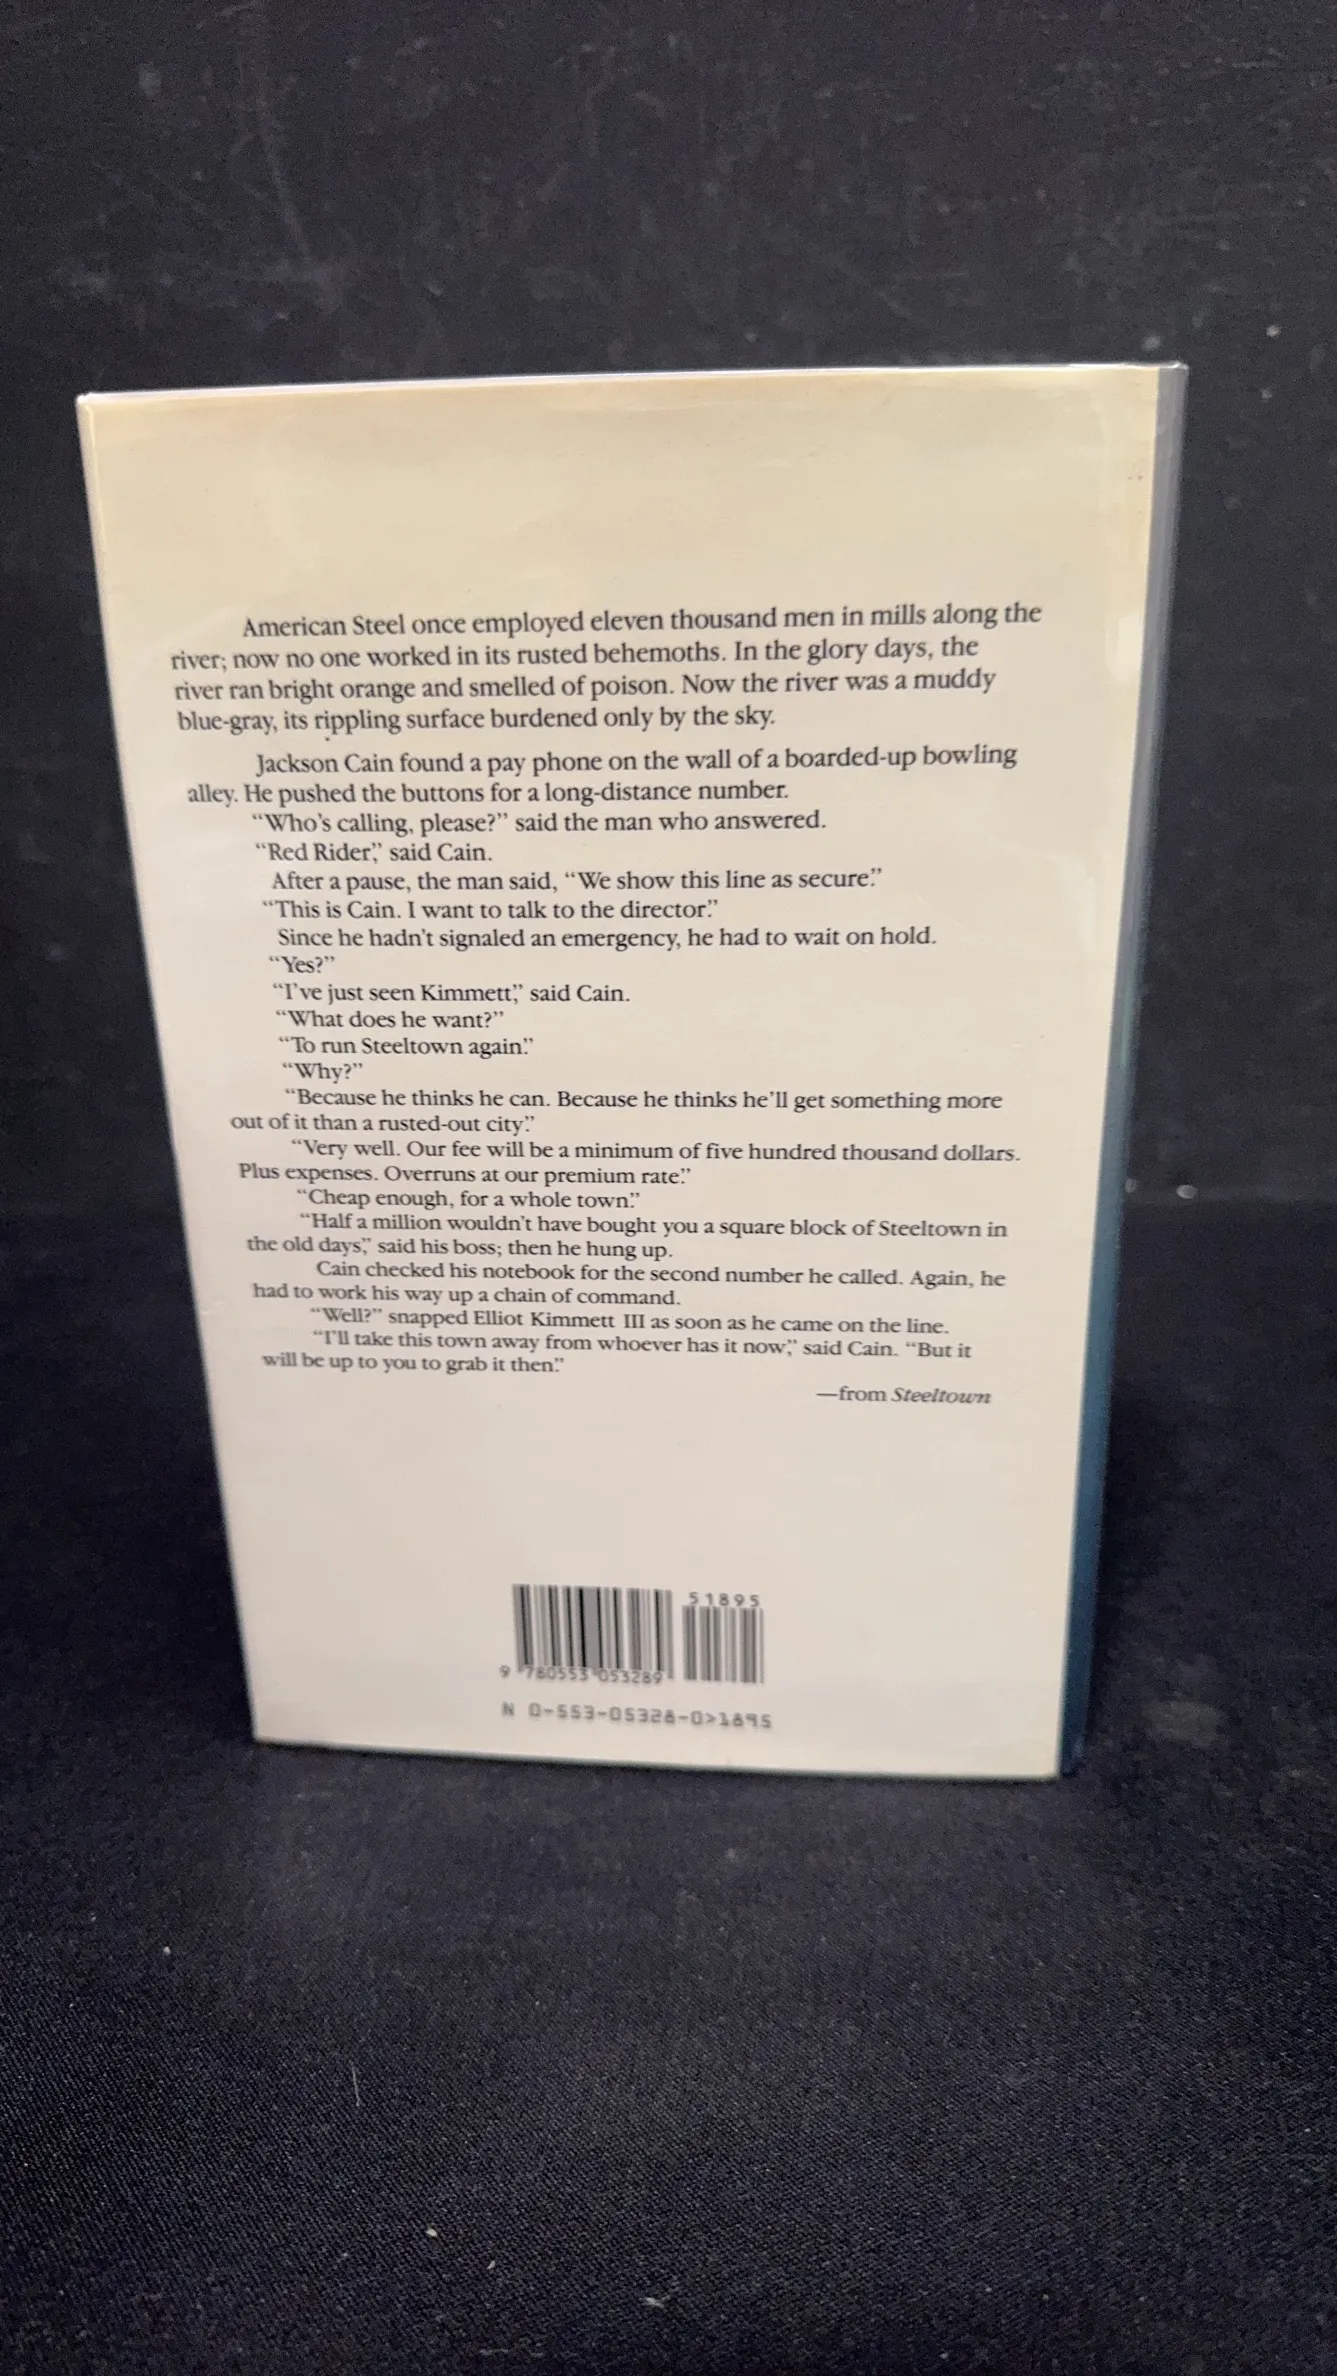 American Steel once employed eleven thousand men in mills along the
river; now no one worked in its rusted behemoths. In the glory days, the
river ran bright orange and smelled of poison. Now the river was a muddy
blue-gray, its rippling surface burdened only by the sky.
Jackson Cain found a pay phone on the wall of a boarded-up bowling
alley. He pushed the buttons for a long-distance number.
“Who’s calling, please?” said the man who answered.
“Red Rider,” said Cain.
After a pause, the man said, “We show this line as secure.”
“This is Cain. I want to talk to the director.”
Since he hadn’t signaled an emergency, he had to wait on hold.
“Yes?”
“I’ve just seen Kimmett,” said Cain.
“What does he want?”
“To run Steeltown again.”
“Why?”
“Because he thinks he can. Because he thinks he’ll get something more
out of it than a rusted-out city.”
“Very well. Our fee will be a minimum of five hundred thousand dollars.
Plus expenses. Overruns at our premium rate.”
“Cheap enough, for a whole town.”
“Half a million wouldn’t have bought you a square block of Steeltown in
the old days,” said his boss; then he hung up.
Cain checked his notebook for the second number he called. Again, he
had to work his way up a chain of command.
“Well?” snapped Elliot Kimmett III as soon as he came on the line.
“I’ll take this town away from whoever has it now,” said Cain. “But it
will be up to you to grab it then.”
—from Steeltown
51895
9 780553 053289
N 0-553-05328-0>1895